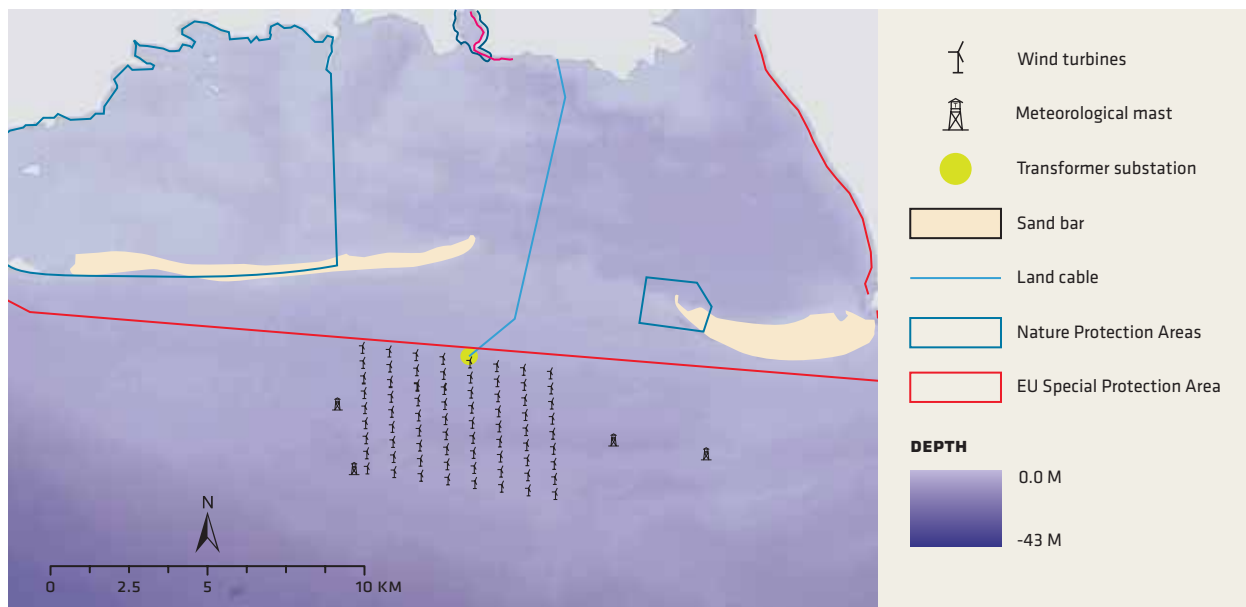 Wind turbines
Meteorological mast
Transformer substation
Sand bar
Land cable
Nature Protection Areas
EU Special Protection Area
DEPTH
0.0 M
-43 M
N
0 2.5 5 10 KM